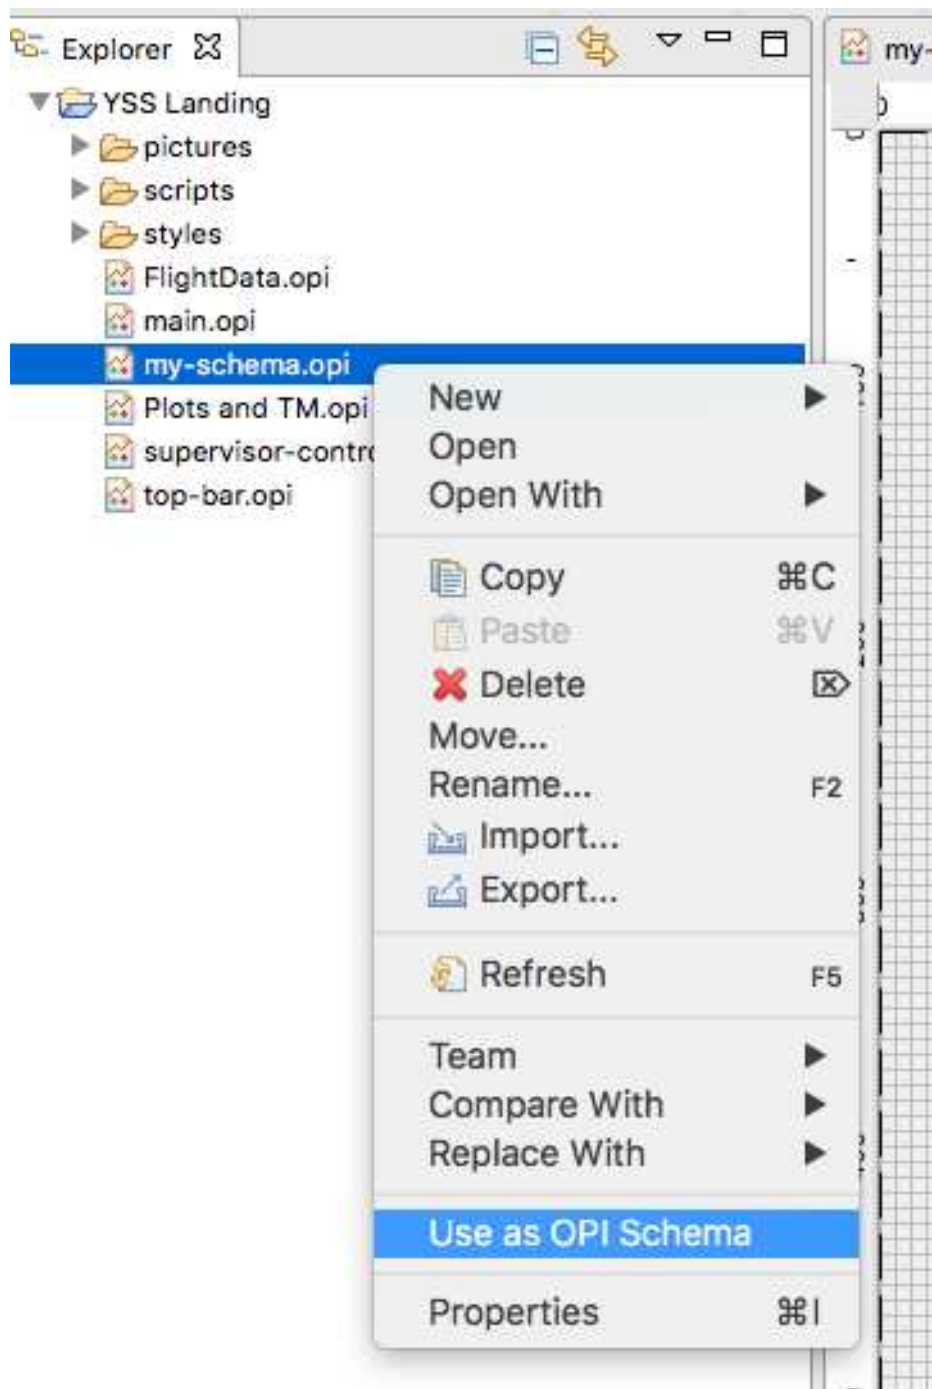 Explorer
my-
YSS Landing
pictures
scripts
styles
FlightData.opi
main.opi
my-schema.opi
Plots and TM.opi
supervisor-contro
top-bar.opi
New
Open
Open With
Copy ⌘C
Paste ⌘V
Delete ⌦
Move...
Rename... F2
Import...
Export...
Refresh F5
Team
Compare With
Replace With
Use as OPI Schema
Properties ⌘I